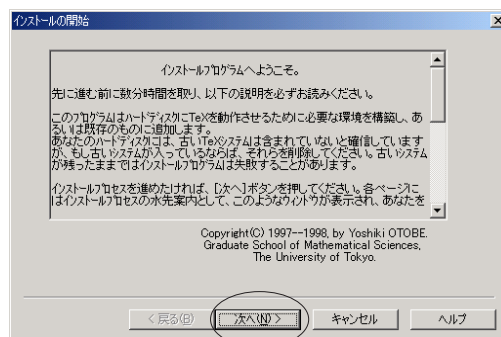 インストールの開始
インストールプログラムへようこそ。
先に進む前に数分時間を取り、以下の説明を必ずお読みください。
このプログラムはハードディスクにTeXを動作させるために必要な環境を構築し、あ
るいは既存のものに追加します。
あなたのハードディスクには、古いTeXシステムは含まれていないと確信しています
が、もし古いシステムが入っているならば、それらを削除してください。古いシステム
が残ったままではインストールプログラムは失敗することがあります。
インストールプロセスを進めたければ、[次へ]ボタンを押してください。各ページに
はインストールプロセスの水先案内として、このようなウィンドウが表示され、あなたを
Copyright(C) 1997--1998, by Yoshiki OTOBE.
Graduate School of Mathematical Sciences,
The University of Tokyo.
< 戻る(B) 次へ(N) > キャンセル ヘルプ